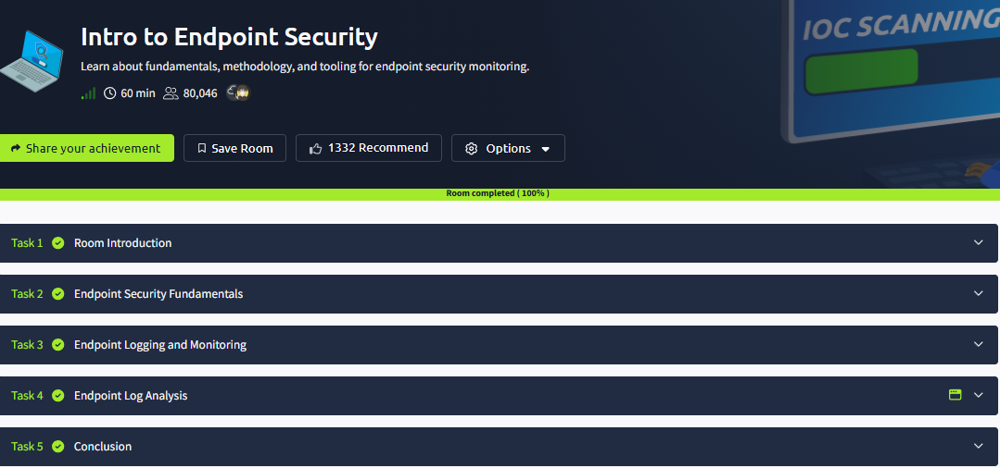 IOC SCANNING
Intro to Endpoint Security
Learn about fundamentals, methodology, and tooling for endpoint security monitoring.
60 min 80,046
Share your achievement Save Room 1332 Recommend Options
Room completed ( 100% )
Task 1 Room Introduction
Task 2 Endpoint Security Fundamentals
Task 3 Endpoint Logging and Monitoring
Task 4 Endpoint Log Analysis
Task 5 Conclusion